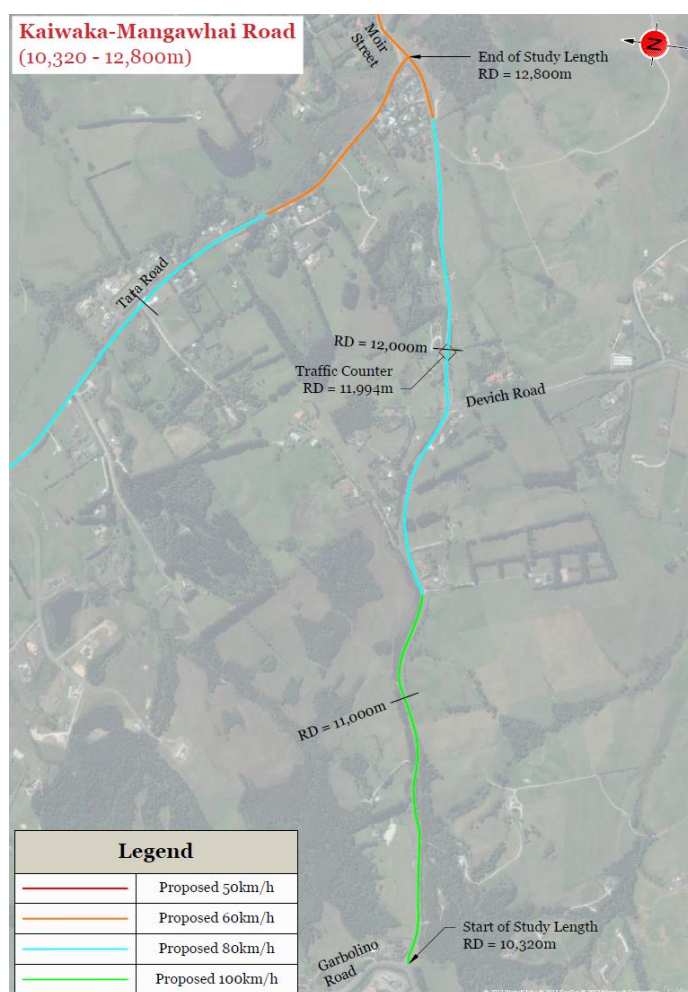 Kaiwaka-Mangawhai Road
(10,320 - 12,800m)
Moir
Street
End of Study Length
RD = 12,800m
N
Tara Road
RD = 12,000m
Traffic Counter
RD = 11,994m
Devich Road
RD = 11,000m
Legend
Proposed 50km/h
Proposed 60km/h
Proposed 80km/h
Proposed 100km/h
Garbolino
Road
Start of Study Length
RD = 10,320m